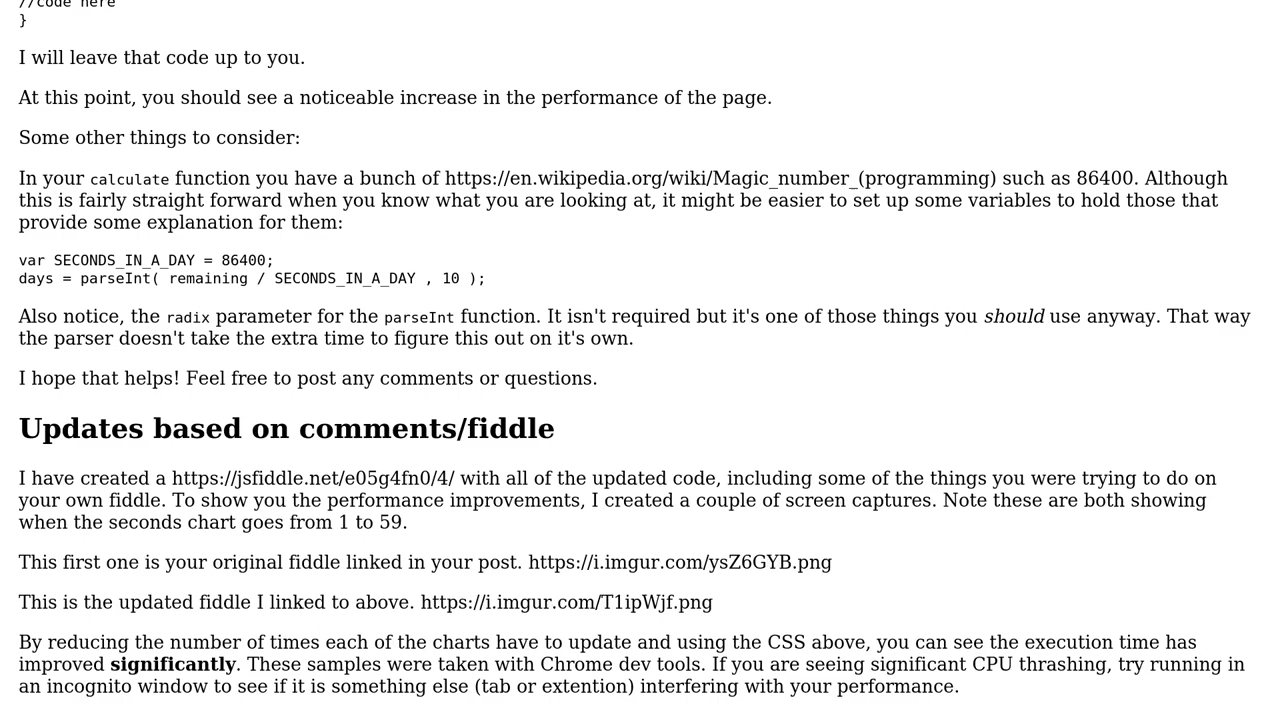 //code here
}
I will leave that code up to you.
At this point, you should see a noticeable increase in the performance of the page.
Some other things to consider:
In your calculate function you have a bunch of https://en.wikipedia.org/wiki/Magic_number_(programming) such as 86400. Although
this is fairly straight forward when you know what you are looking at, it might be easier to set up some variables to hold those that
provide some explanation for them:
var SECONDS_IN_A_DAY = 86400;
days = parseInt( remaining / SECONDS_IN_A_DAY , 10 );
Also notice, the radix parameter for the parseInt function. It isn't required but it's one of those things you should use anyway. That way
the parser doesn't take the extra time to figure this out on it's own.
I hope that helps! Feel free to post any comments or questions.
Updates based on comments/fiddle
I have created a https://jsfiddle.net/e05g4fn0/4/ with all of the updated code, including some of the things you were trying to do on
your own fiddle. To show you the performance improvements, I created a couple of screen captures. Note these are both showing
when the seconds chart goes from 1 to 59.
This first one is your original fiddle linked in your post. https://i.imgur.com/ysZ6GYB.png
This is the updated fiddle I linked to above. https://i.imgur.com/T1ipWjf.png
By reducing the number of times each of the charts have to update and using the CSS above, you can see the execution time has
improved significantly. These samples were taken with Chrome dev tools. If you are seeing significant CPU thrashing, try running in
an incognito window to see if it is something else (tab or extention) interfering with your performance.